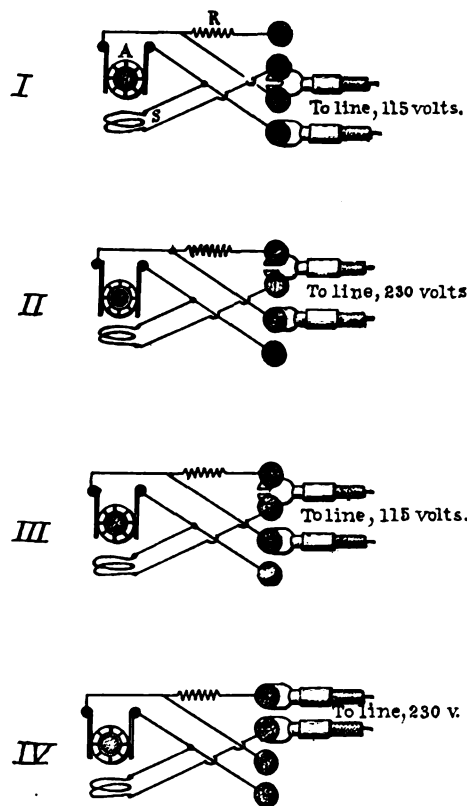 R
A
I
To line, 115 volts.
S
II
To line, 230 volts
III
To line, 115 volts.
To line, 230 v.
IV